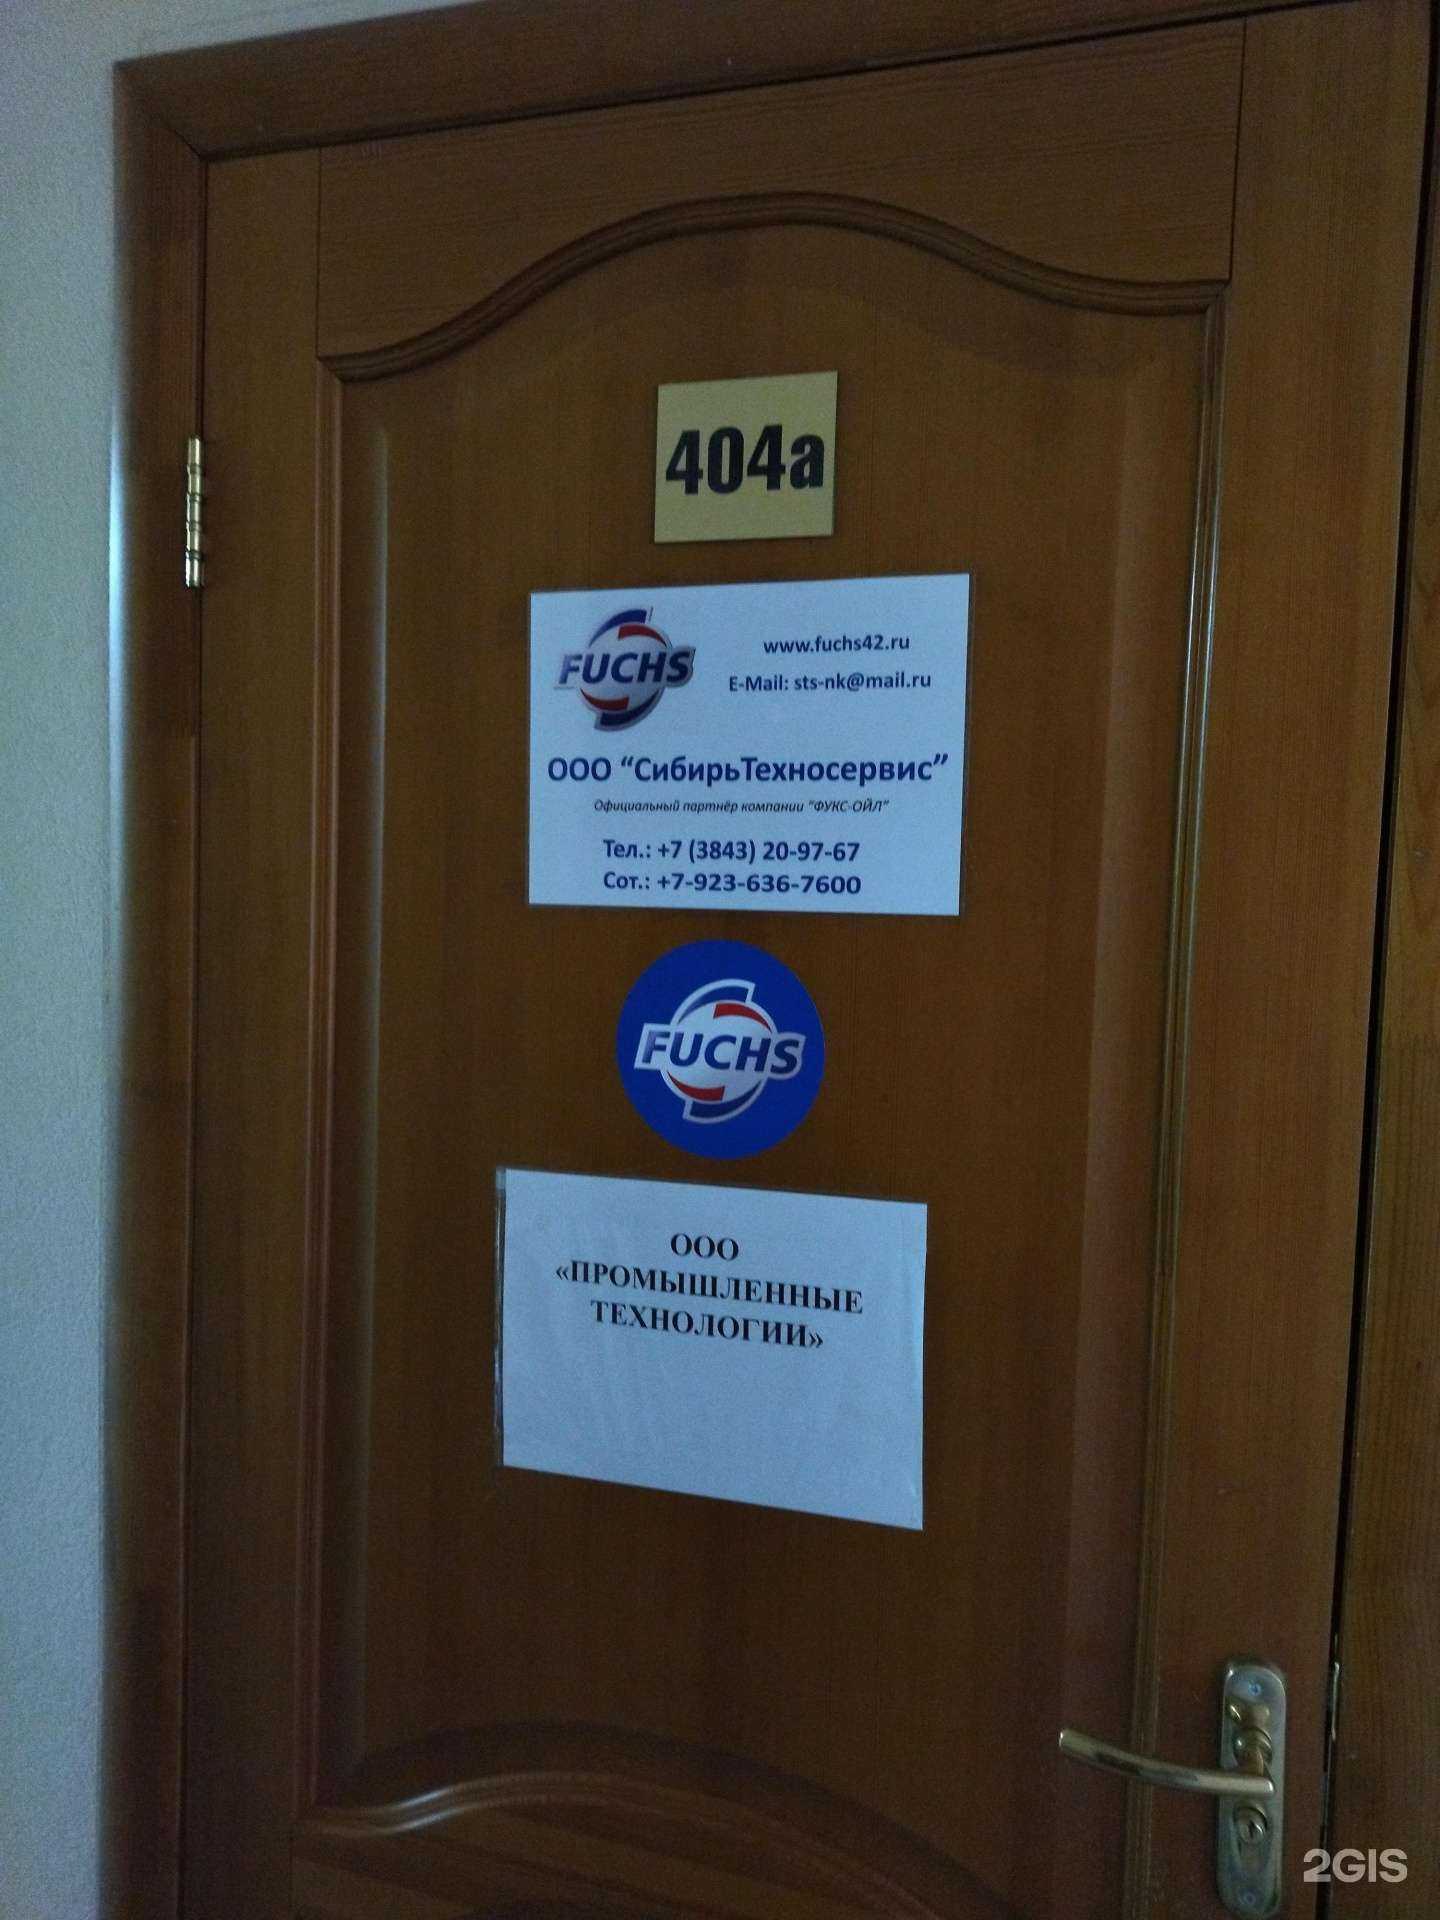 404а
FUCHS
www.fuchs42.ru
E-Mail: sts-nk@mail.ru
ООО “СибирьТехносервис”
Официальный партнёр компании "ФУКС-ОЙЛ"
Тел.: +7 (3843) 20-97-67
Сот.: +7-923-636-7600
FUCHS
ООО
«ПРОМЫШЛЕННЫЕ
ТЕХНОЛОГИИ»
2GIS